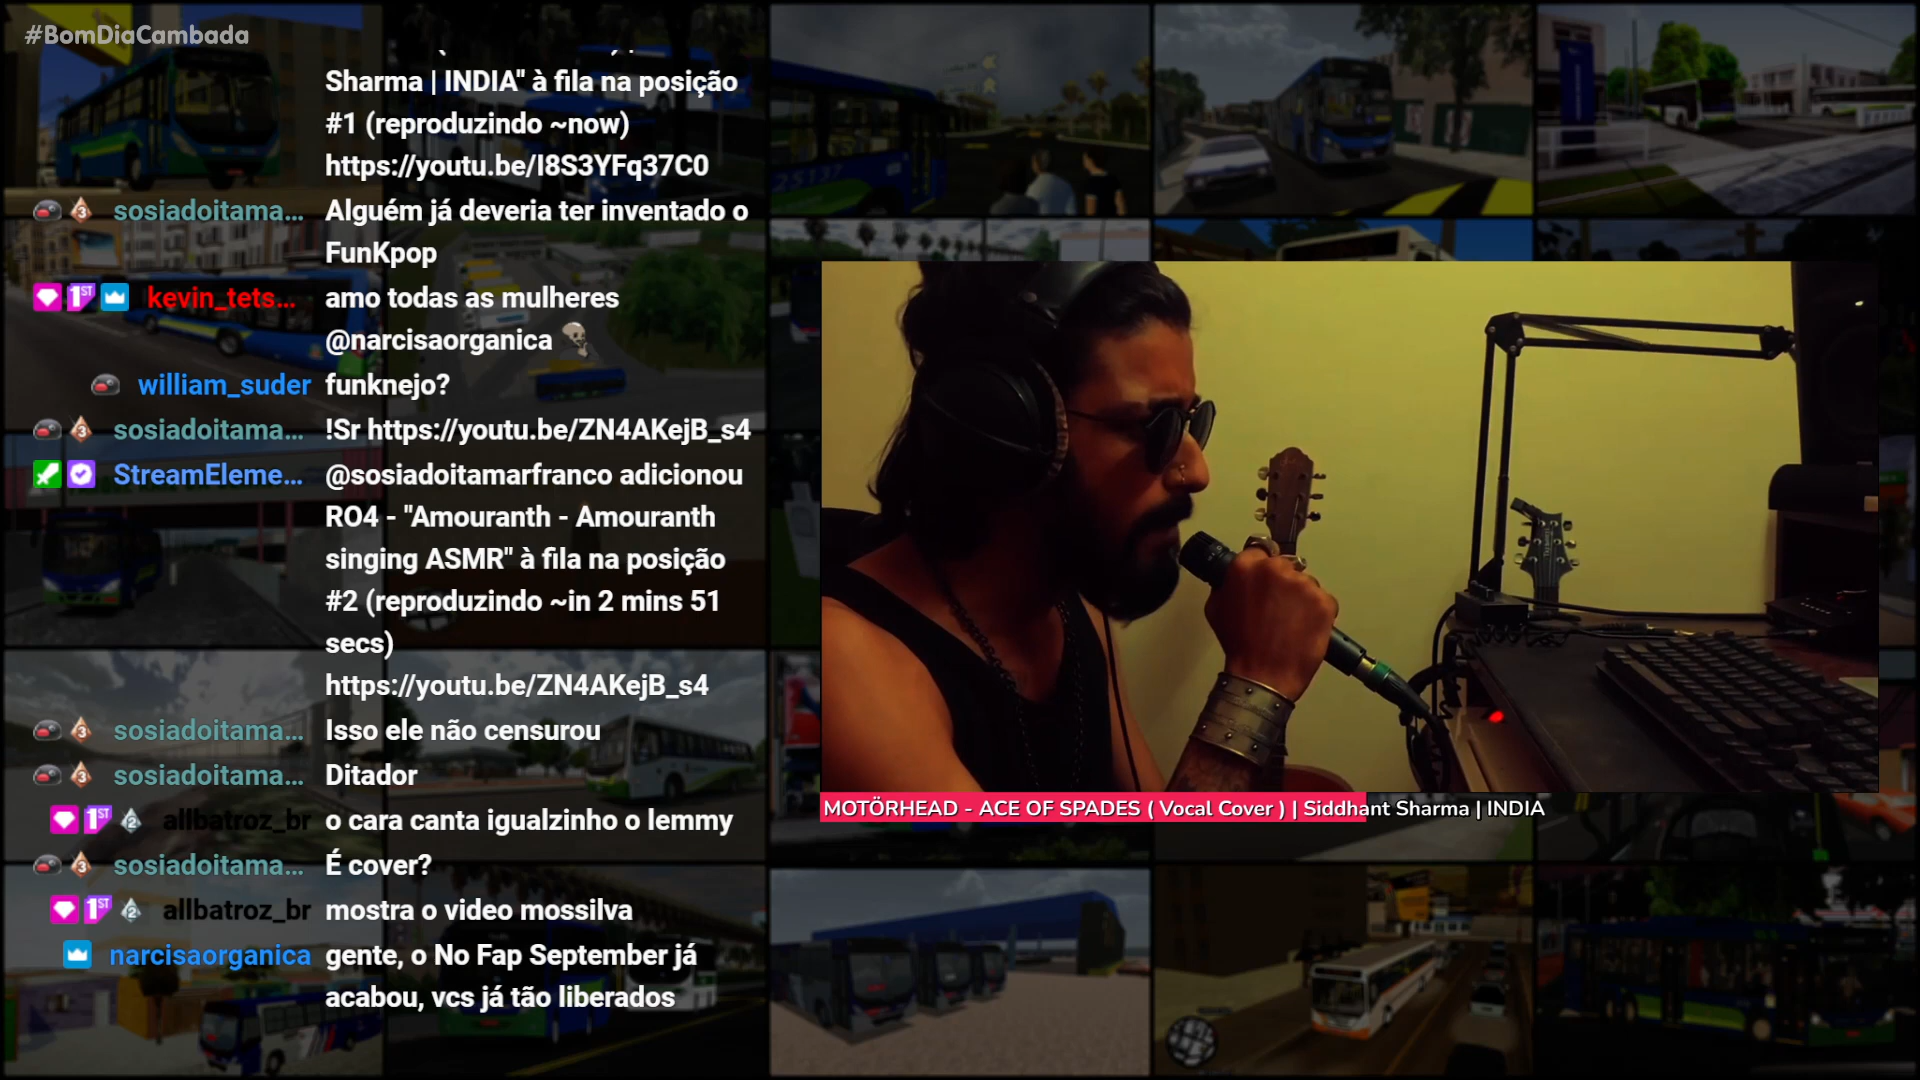 #BomDiaCambada
Sharma | INDIA" à fila na posição
#1 (reproduzindo ~now)
https://youtu.be/I8S3YFq37C0
sosiadoitama... Alguém já deveria ter inventado o
FunKpop
kevin_tets... amo todas as mulheres
@narcisaorganica
william_suder funknejo?
sosiadoitama... !Sr https://youtu.be/ZN4AKejB_s4
StreamEleme... @sosiadoitamarfranco adicionou
RO4 - "Amouranth - Amouranth
singing ASMR" à fila na posição
#2 (reproduzindo ~in 2 mins 51
secs)
https://youtu.be/ZN4AKejB_s4
sosiadoitama... Isso ele não censurou
sosiadoitama... Ditador
allbatroz_br o cara canta igualzinho o lemmy
sosiadoitama... É cover?
allbatroz_br mostra o video mossilva
narcisaorganica gente, o No Fap September já
acabou, vcs já tão liberados
MOTÖRHEAD - ACE OF SPADES ( Vocal Cover ) | Siddhant Sharma | INDIA
25137